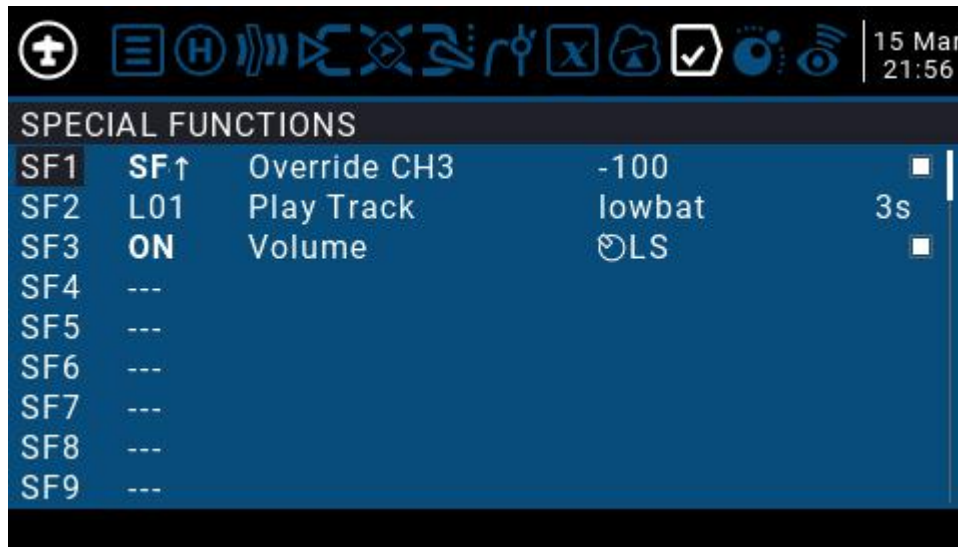 15 Mar
21:56
SPECIAL FUNCTIONS
SF1 SF↑ Override CH3 -100
SF2 L01 Play Track lowbat 3s
SF3 ON Volume LS
SF4 ---
SF5 ---
SF6 ---
SF7 ---
SF8 ---
SF9 ---